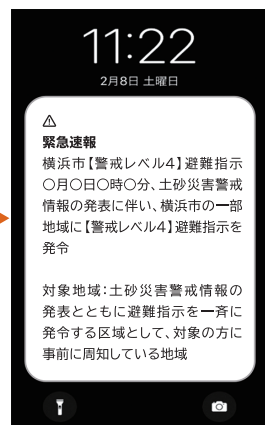 11:22
2月8日 土曜日
緊急速報
横浜市【警戒レベル4】避難指示
〇月〇日〇時〇分、土砂災害警戒
情報の発表に伴い、横浜市の一部
地域に【警戒レベル4】避難指示を
発令
対象地域：土砂災害警戒情報の
発表とともに避難指示を一斉に
発令する区域として、対象の方に
事前に周知している地域